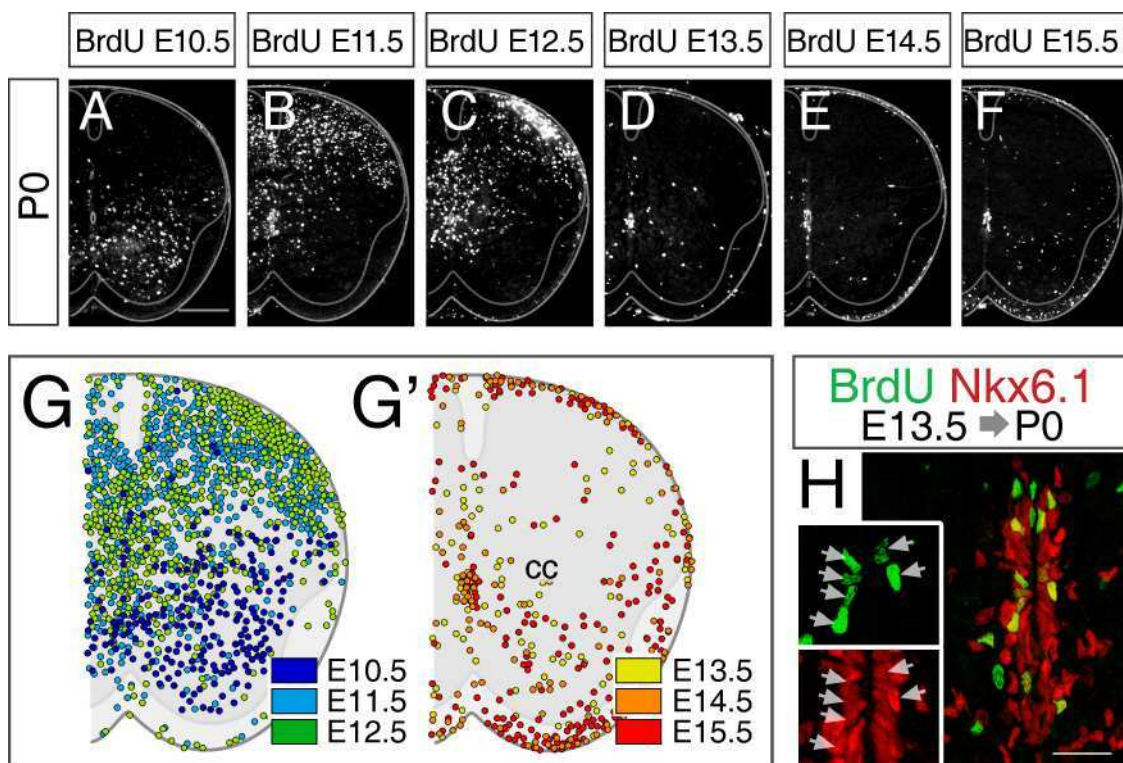 BrdU E10.5
BrdU E11.5
BrdU E12.5
BrdU E13.5
BrdU E14.5
BrdU E15.5
P0
A
B
C
D
E
F
G
E10.5
E11.5
E12.5
G'
cc
E13.5
E14.5
E15.5
BrdU Nkx6.1
E13.5 ➡ P0
H